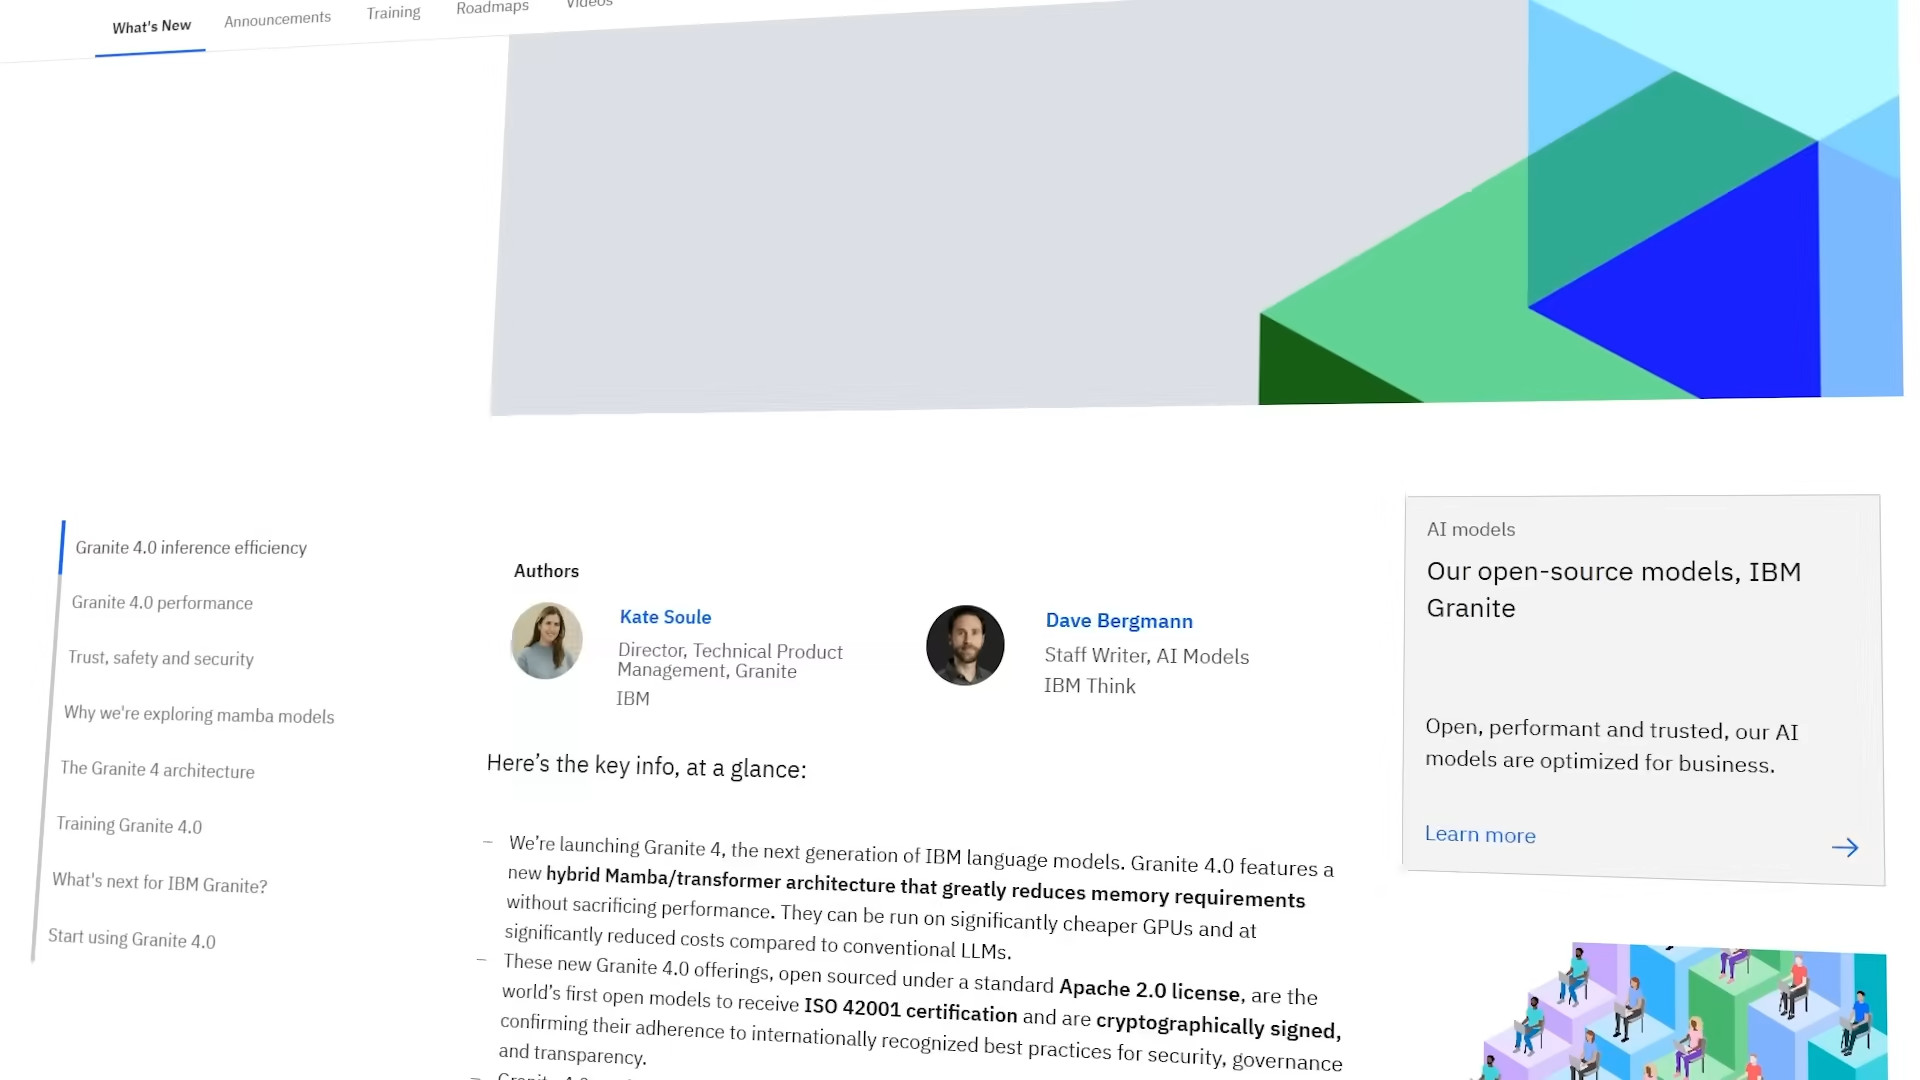 What's New
Announcements
Training
Roadmaps
Videos
Granite 4.0 inference efficiency
Granite 4.0 performance
Trust, safety and security
Why we're exploring mamba models
The Granite 4 architecture
Training Granite 4.0
What's next for IBM Granite?
Start using Granite 4.0
Authors
Kate Soule
Director, Technical Product
Management, Granite
IBM
Dave Bergmann
Staff Writer, AI Models
IBM Think
Here’s the key info, at a glance:
– We’re launching Granite 4, the next generation of IBM language models. Granite 4.0 features a
new hybrid Mamba/transformer architecture that greatly reduces memory requirements
without sacrificing performance. They can be run on significantly cheaper GPUs and at
significantly reduced costs compared to conventional LLMs.
– These new Granite 4.0 offerings, open sourced under a standard Apache 2.0 license, are the
world’s first open models to receive ISO 42001 certification and are cryptographically signed,
confirming their adherence to internationally recognized best practices for security, governance
and transparency.
AI models
Our open-source models, IBM
Granite
Open, performant and trusted, our AI
models are optimized for business.
Learn more